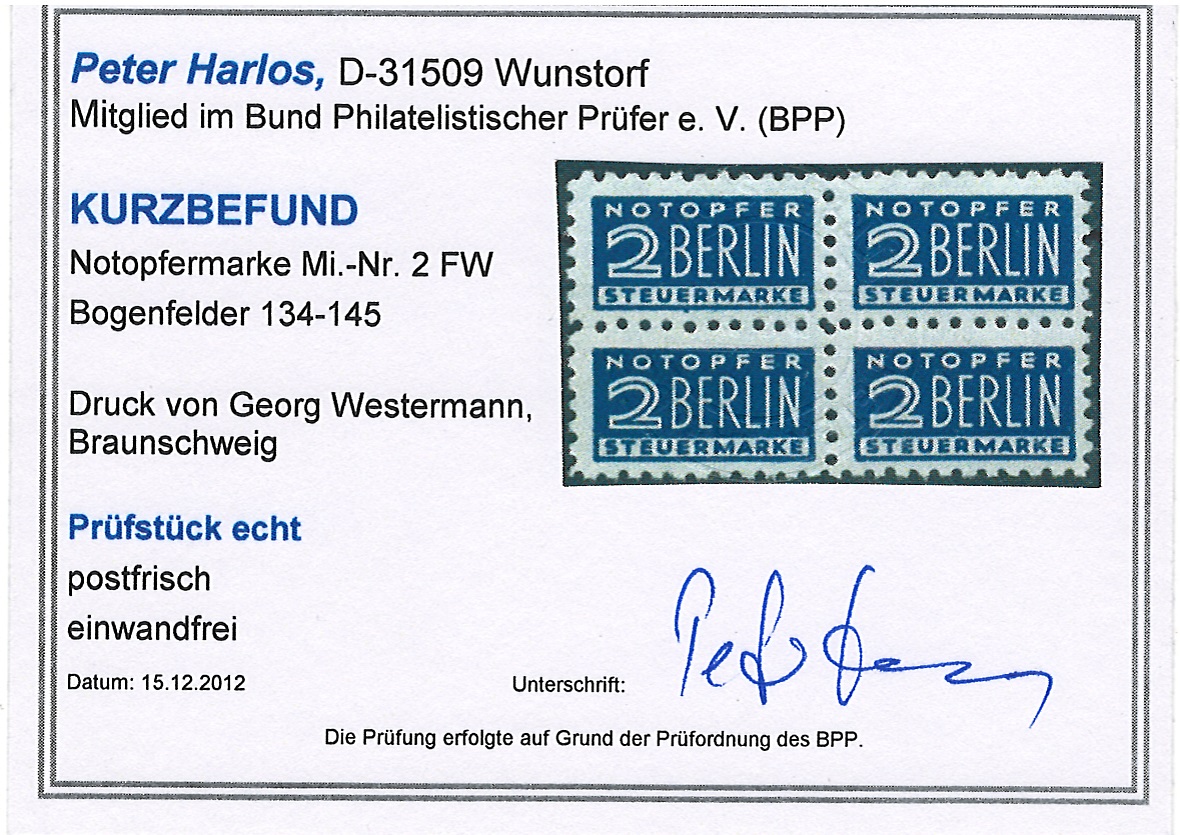 Peter Harlos, D-31509 Wunstorf
Mitglied im Bund Philatelistischer Prüfer e. V. (BPP)
KURZBEFUND
Notopfermarke Mi.-Nr. 2 FW
Bogenfelder 134-145
Druck von Georg Westermann,
Braunschweig
Prüfstück echt
postfrisch
einwandfrei
Datum: 15.12.2012
NOTOPFER
2 BERLIN
STEUERMARKE
NOTOPFER
2 BERLIN
STEUERMARKE
NOTOPFER
2 BERLIN
STEUERMARKE
NOTOPFER
2 BERLIN
STEUERMARKE
Unterschrift:
Die Prüfung erfolgte auf Grund der Prüfordnung des BPP.